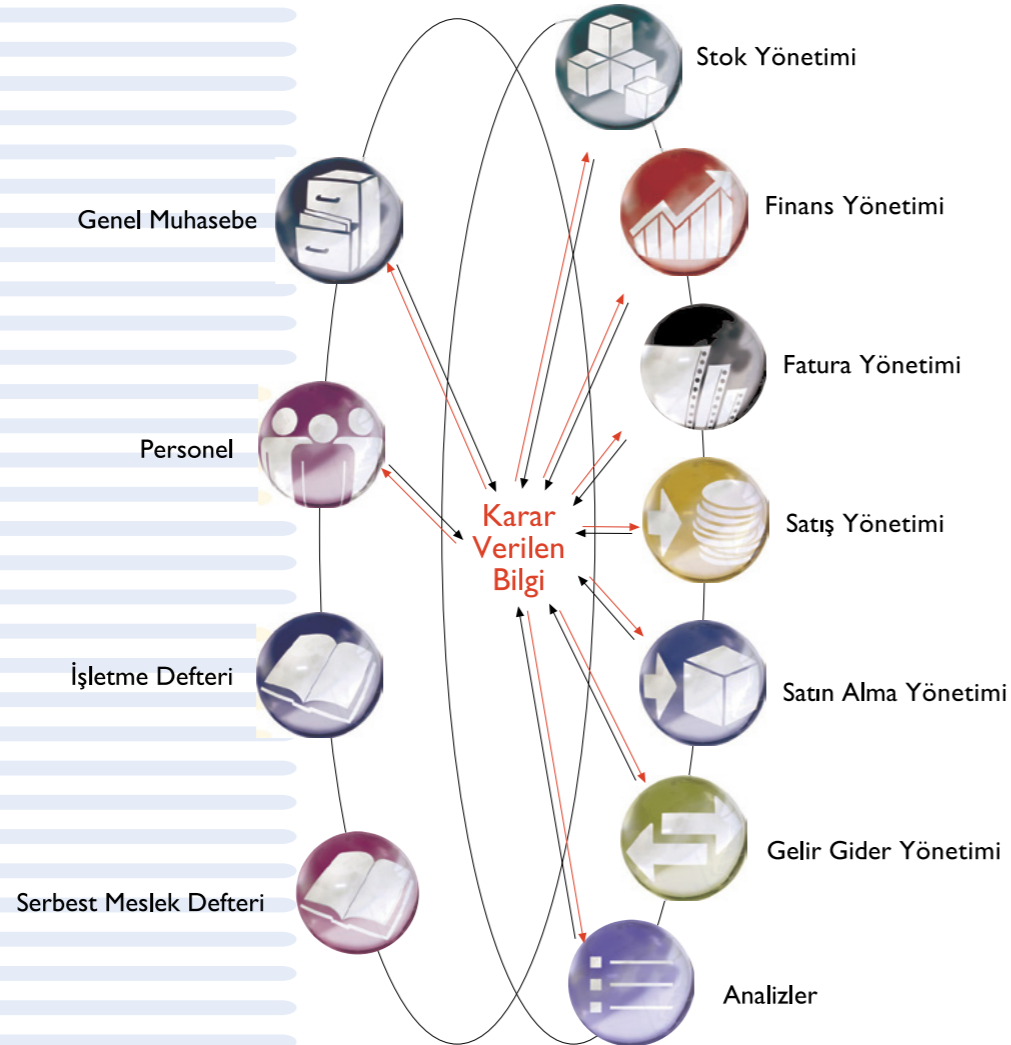 Stok Yönetimi
Genel Muhasebe
Finans Yönetimi
Fatura Yönetimi
Personel
Karar
Verilen
Bilgi
Satış Yönetimi
İşletme Defteri
Satın Alma Yönetimi
Gelir Gider Yönetimi
Serbest Meslek Defteri
Analizler